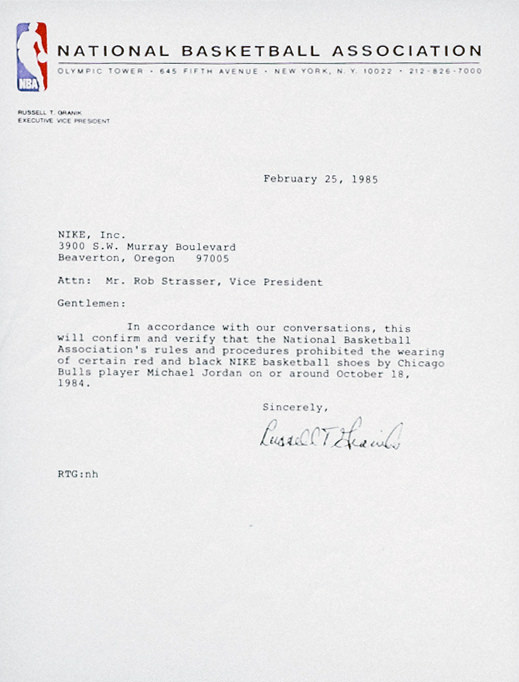 NATIONAL BASKETBALL ASSOCIATION
OLYMPIC TOWER • 645 FIFTH AVENUE • NEW YORK, N. Y. 10022 • 212-826-7000
NBA
RUSSELL T. GRANIK
EXECUTIVE VICE PRESIDENT
February 25, 1985
NIKE, Inc.
3900 S.W. Murray Boulevard
Beaverton, Oregon 97005
Attn: Mr. Rob Strasser, Vice President
Gentlemen:
In accordance with our conversations, this
will confirm and verify that the National Basketball
Association's rules and procedures prohibited the wearing
of certain red and black NIKE basketball shoes by Chicago
Bulls player Michael Jordan on or around October 18,
1984.
Sincerely,
Russell T. Granik
RTG:nh